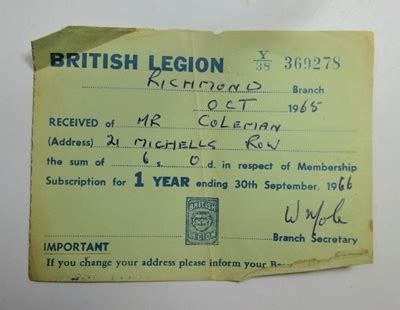 BRITISH LEGION Y/38 369278
RICHMOND Branch
OCT 1965
RECEIVED OF MR COLEMAN
(Address) 21 MICHELLS ROW
the sum of 6 s. 0 d. in respect of Membership
Subscription for 1 YEAR ending 30th September, 1966
BRITISH
LEGION
Branch Secretary
IMPORTANT
If you change your address please inform your